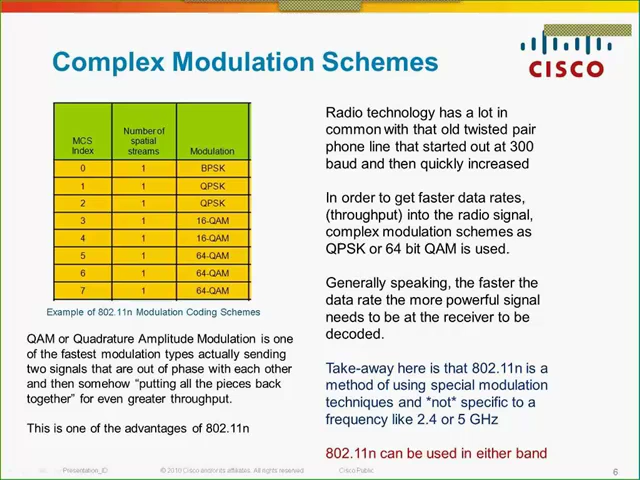 Complex Modulation Schemes
CISCO
MCS Index	Number of spatial streams	Modulation
0	1	BPSK
1	1	QPSK
2	1	QPSK
3	1	16-QAM
4	1	16-QAM
5	1	64-QAM
6	1	64-QAM
7	1	64-QAM
Example of 802.11n Modulation Coding Schemes
QAM or Quadrature Amplitude Modulation is one
of the fastest modulation types actually sending
two signals that are out of phase with each other
and then somehow “putting all the pieces back
together” for even greater throughput.
This is one of the advantages of 802.11n
Radio technology has a lot in
common with that old twisted pair
phone line that started out at 300
baud and then quickly increased
In order to get faster data rates,
(throughput) into the radio signal,
complex modulation schemes as
QPSK or 64 bit QAM is used.
Generally speaking, the faster the
data rate the more powerful signal
needs to be at the receiver to be
decoded.
Take-away here is that 802.11n is a
method of using special modulation
techniques and *not* specific to a
frequency like 2.4 or 5 GHz
802.11n can be used in either band
Presentation_ID
© 2010 Cisco and/or its affiliates. All rights reserved.
Cisco Public
6